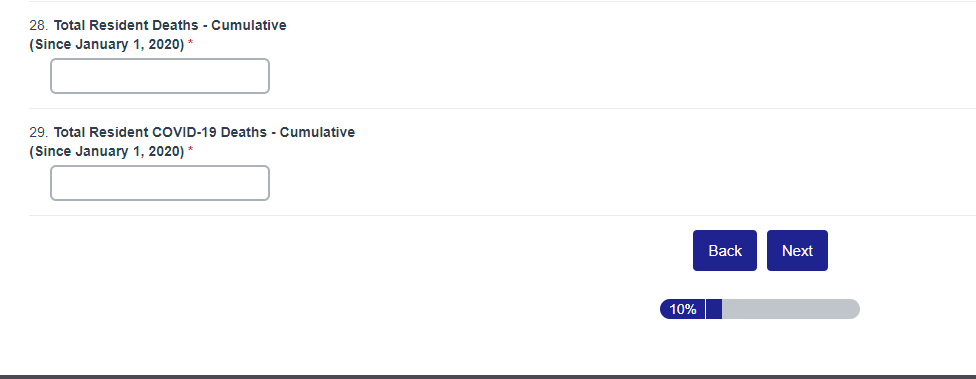 28. Total Resident Deaths - Cumulative
(Since January 1, 2020) *
29. Total Resident COVID-19 Deaths - Cumulative
(Since January 1, 2020) *
Back Next
10%